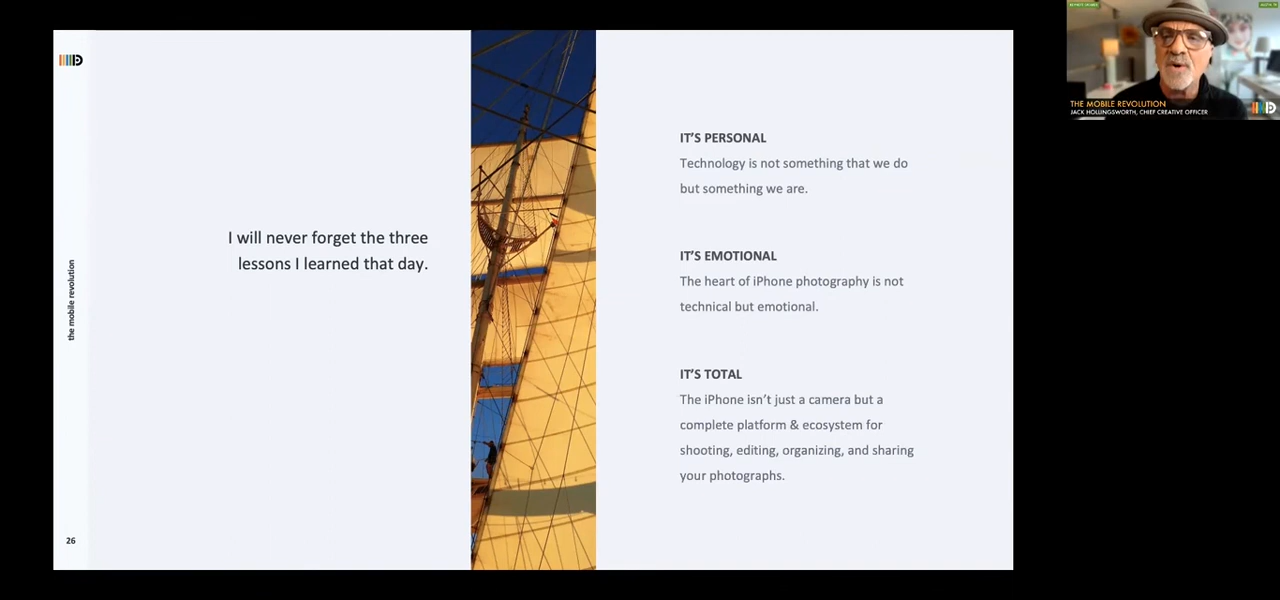 the mobile revolution
26
I will never forget the three
lessons I learned that day.
IT’S PERSONAL
Technology is not something that we do
but something we are.
IT’S EMOTIONAL
The heart of iPhone photography is not
technical but emotional.
IT’S TOTAL
The iPhone isn’t just a camera but a
complete platform & ecosystem for
shooting, editing, organizing, and sharing
your photographs.
THE MOBILE REVOLUTION
JACK HOLLINGSWORTH, CHIEF CREATIVE OFFICER